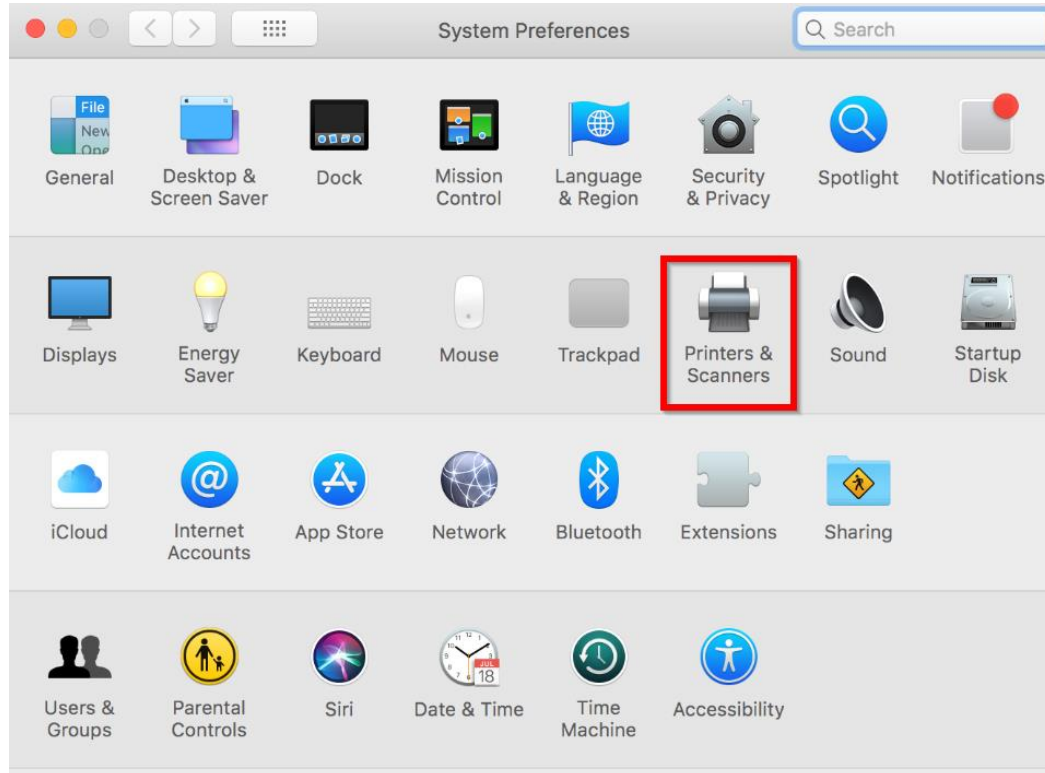 System Preferences
Search
File
New
Ope
General
Desktop &
Screen Saver
Dock
Mission
Control
Language
& Region
Security
& Privacy
Spotlight
Notifications
Displays
Energy
Saver
Keyboard
Mouse
Trackpad
Printers &
Scanners
Sound
Startup
Disk
iCloud
@
Internet
Accounts
App Store
Network
Bluetooth
Extensions
Sharing
Users &
Groups
Parental
Controls
Siri
JUL
18
Date & Time
Time
Machine
Accessibility